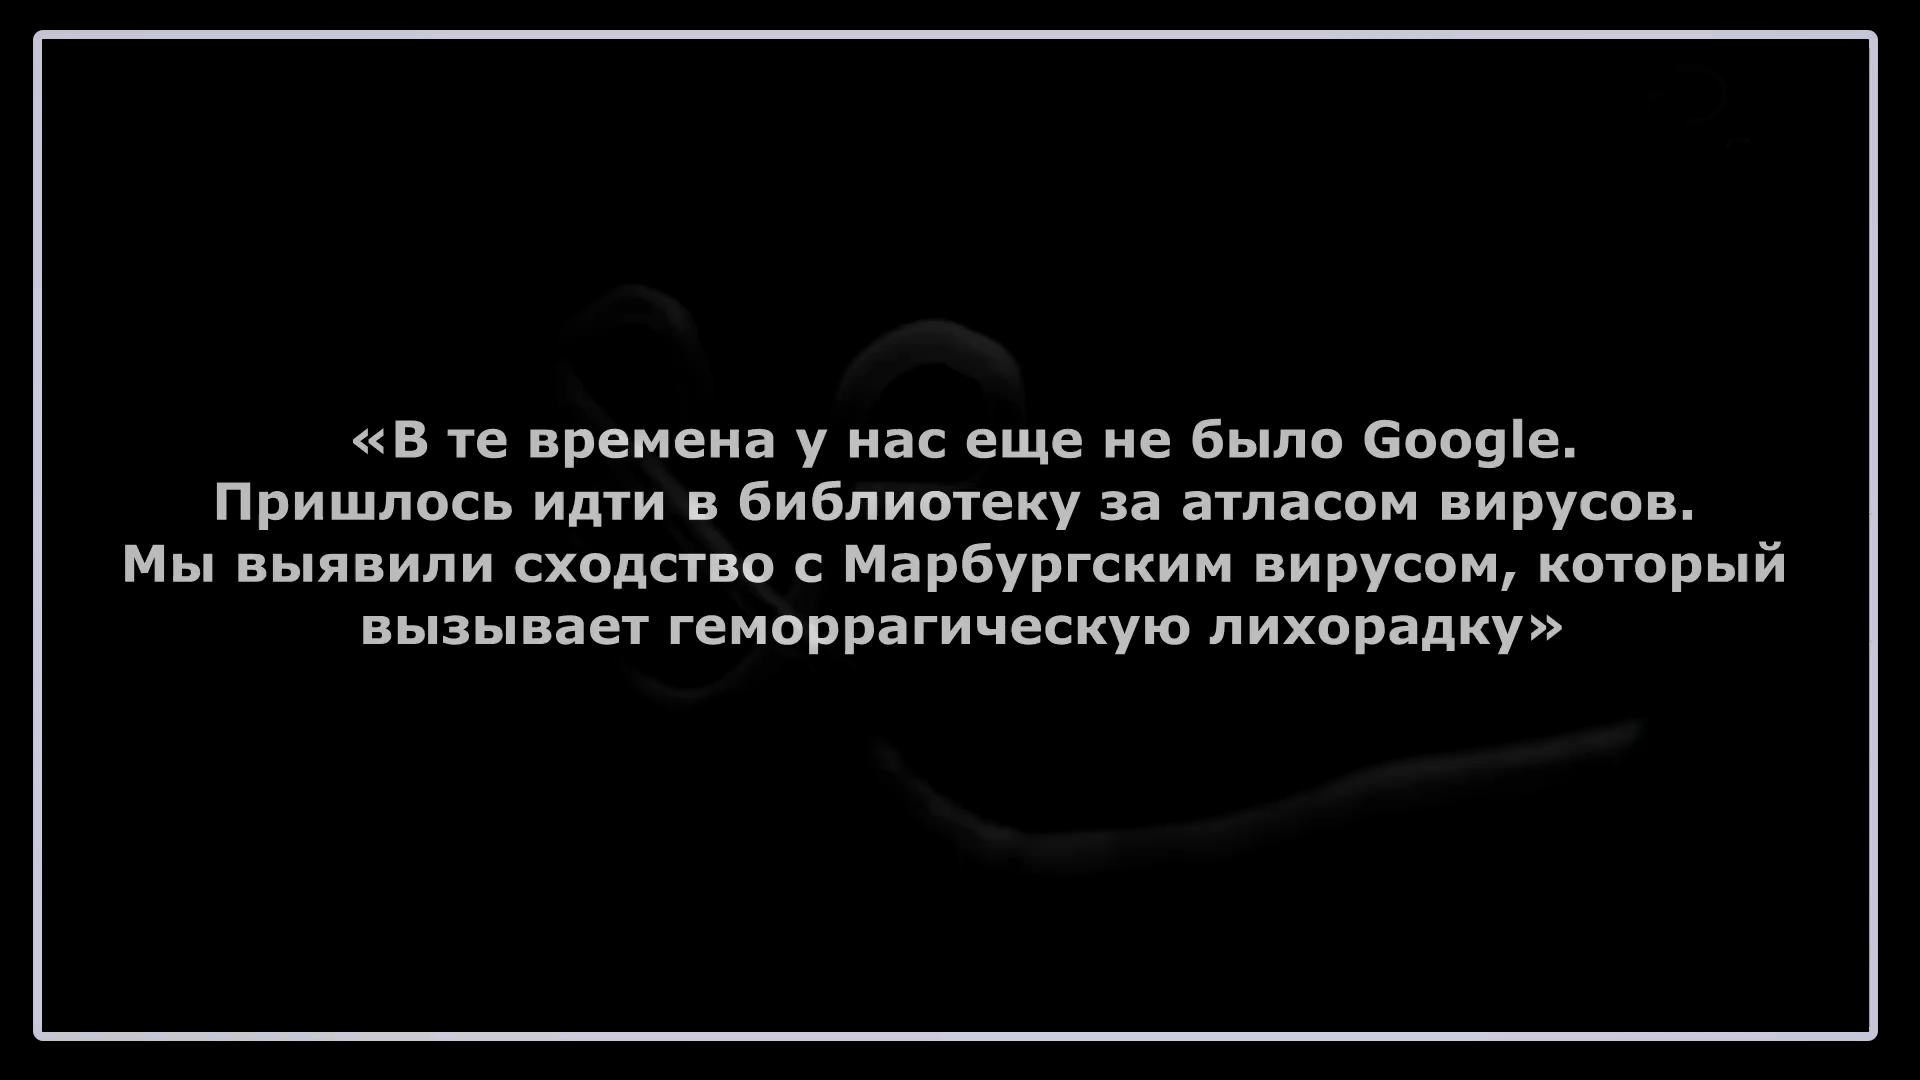 «В те времена у нас еще не было Google.
Пришлось идти в библиотеку за атласом вирусов.
Мы выявили сходство с Марбургским вирусом, который
вызывает геморрагическую лихорадку»